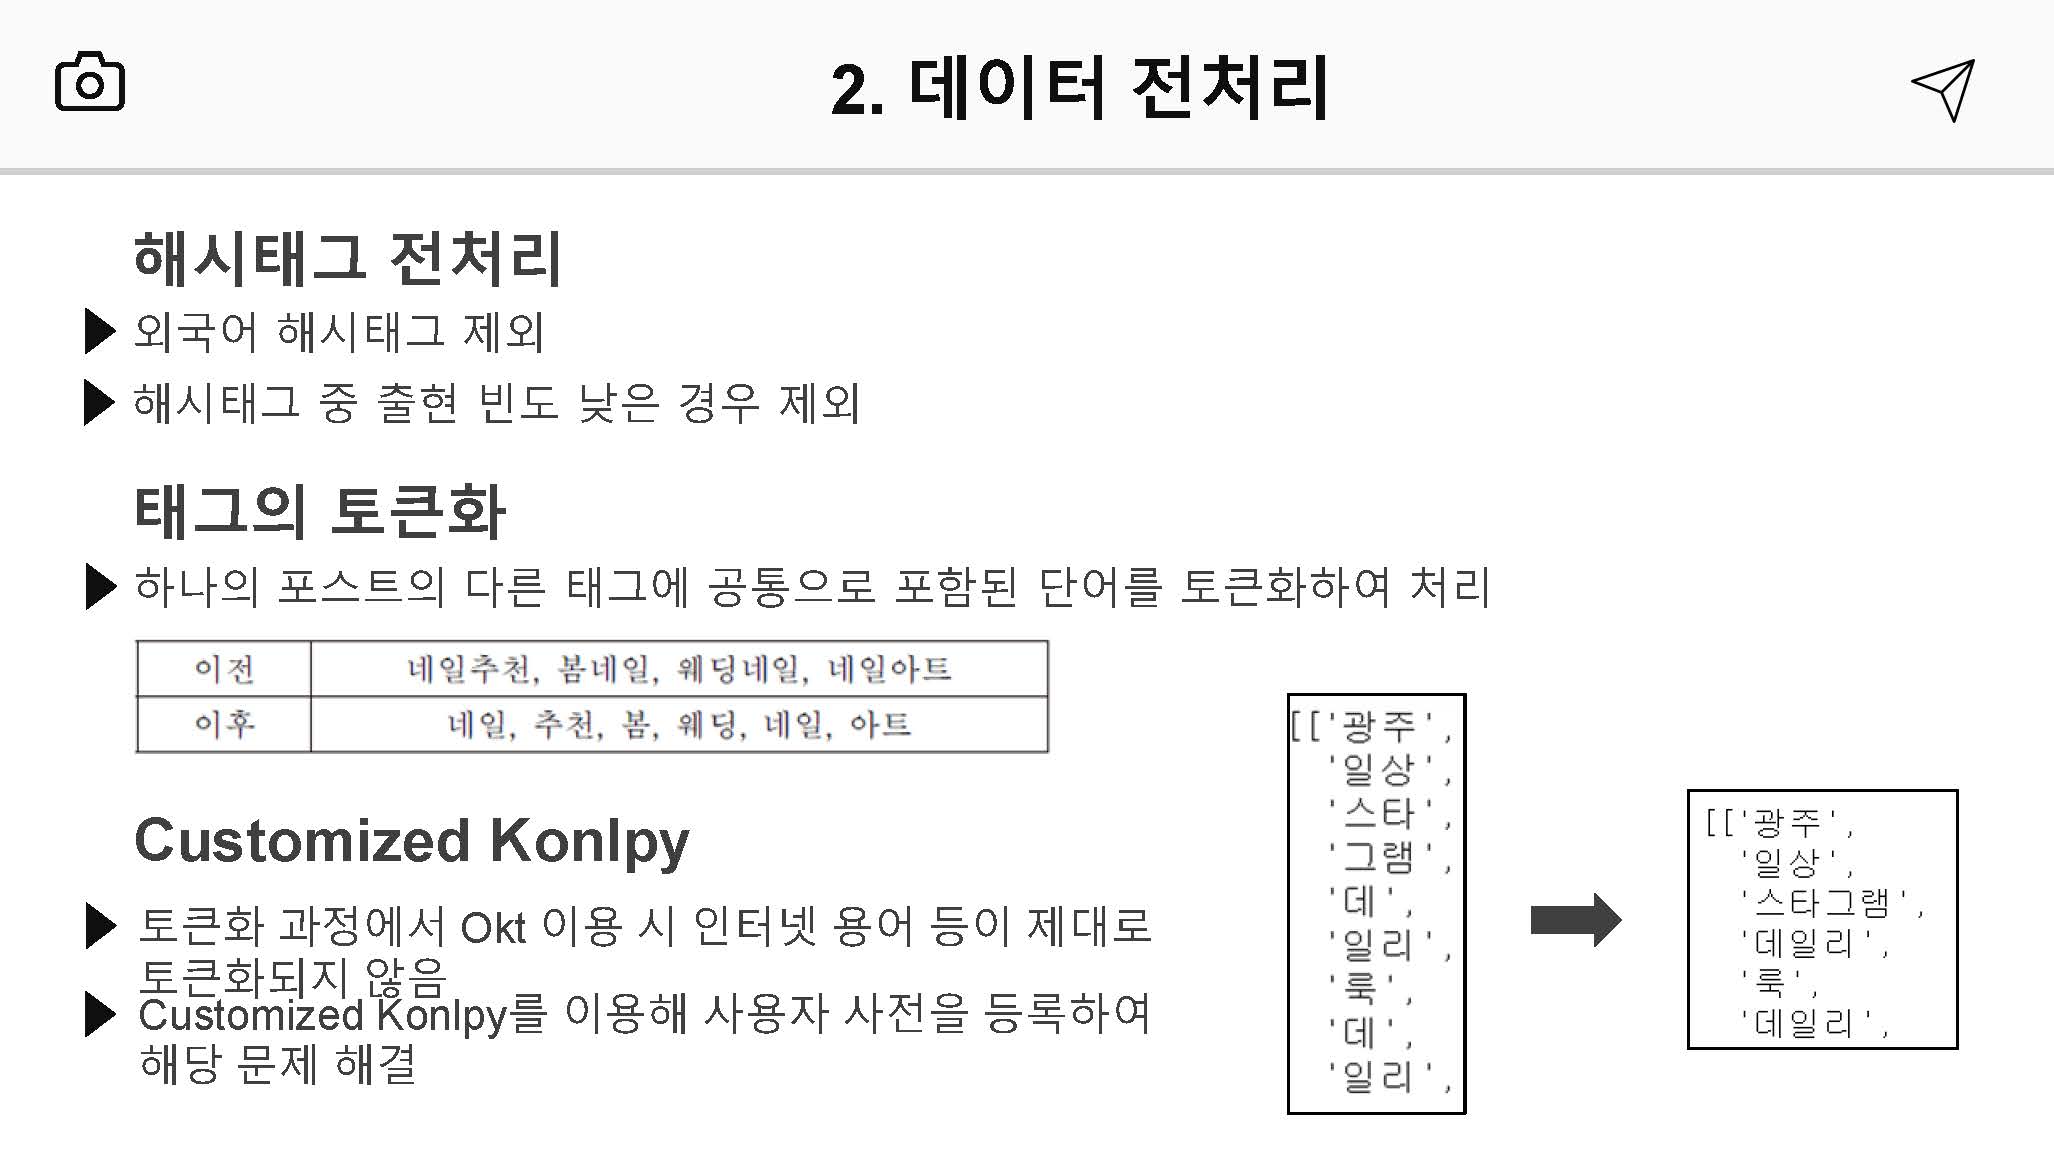 2. 데이터 전처리
해시태그 전처리
외국어 해시태그 제외
해시태그 중 출현 빈도 낮은 경우 제외
태그의 토큰화
하나의 포스트의 다른 태그에 공통으로 포함된 단어를 토큰화하여 처리
이전 네일추천, 봄네일, 웨딩네일, 네일아트
이후 네일, 추천, 봄, 웨딩, 네일, 아트
Customized Konlpy
토큰화 과정에서 Okt 이용 시 인터넷 용어 등이 제대로
토큰화되지 않음
Customized Konlpy를 이용해 사용자 사전을 등록하여
해당 문제 해결
[['광주',
'일상',
'스타',
'그램',
'데',
'일리',
'룩',
'데',
'일리',
[['광주',
'일상',
'스타그램',
'데일리',
'룩',
'데일리',